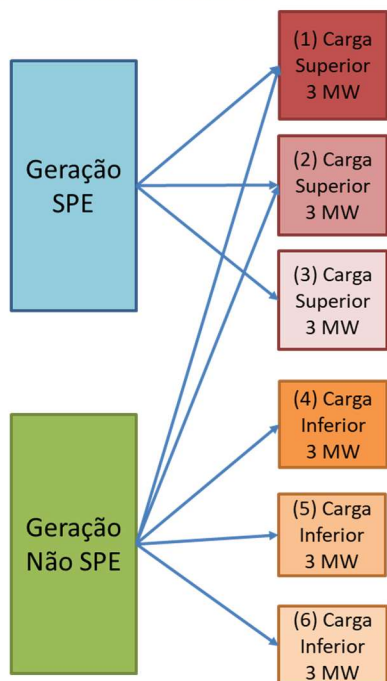 (1) Carga
Superior
3 MW
Geração
SPE
(2) Carga
Superior
3 MW
(3) Carga
Superior
3 MW
(4) Carga
Inferior
3 MW
Geração
Não SPE
(5) Carga
Inferior
3 MW
(6) Carga
Inferior
3 MW